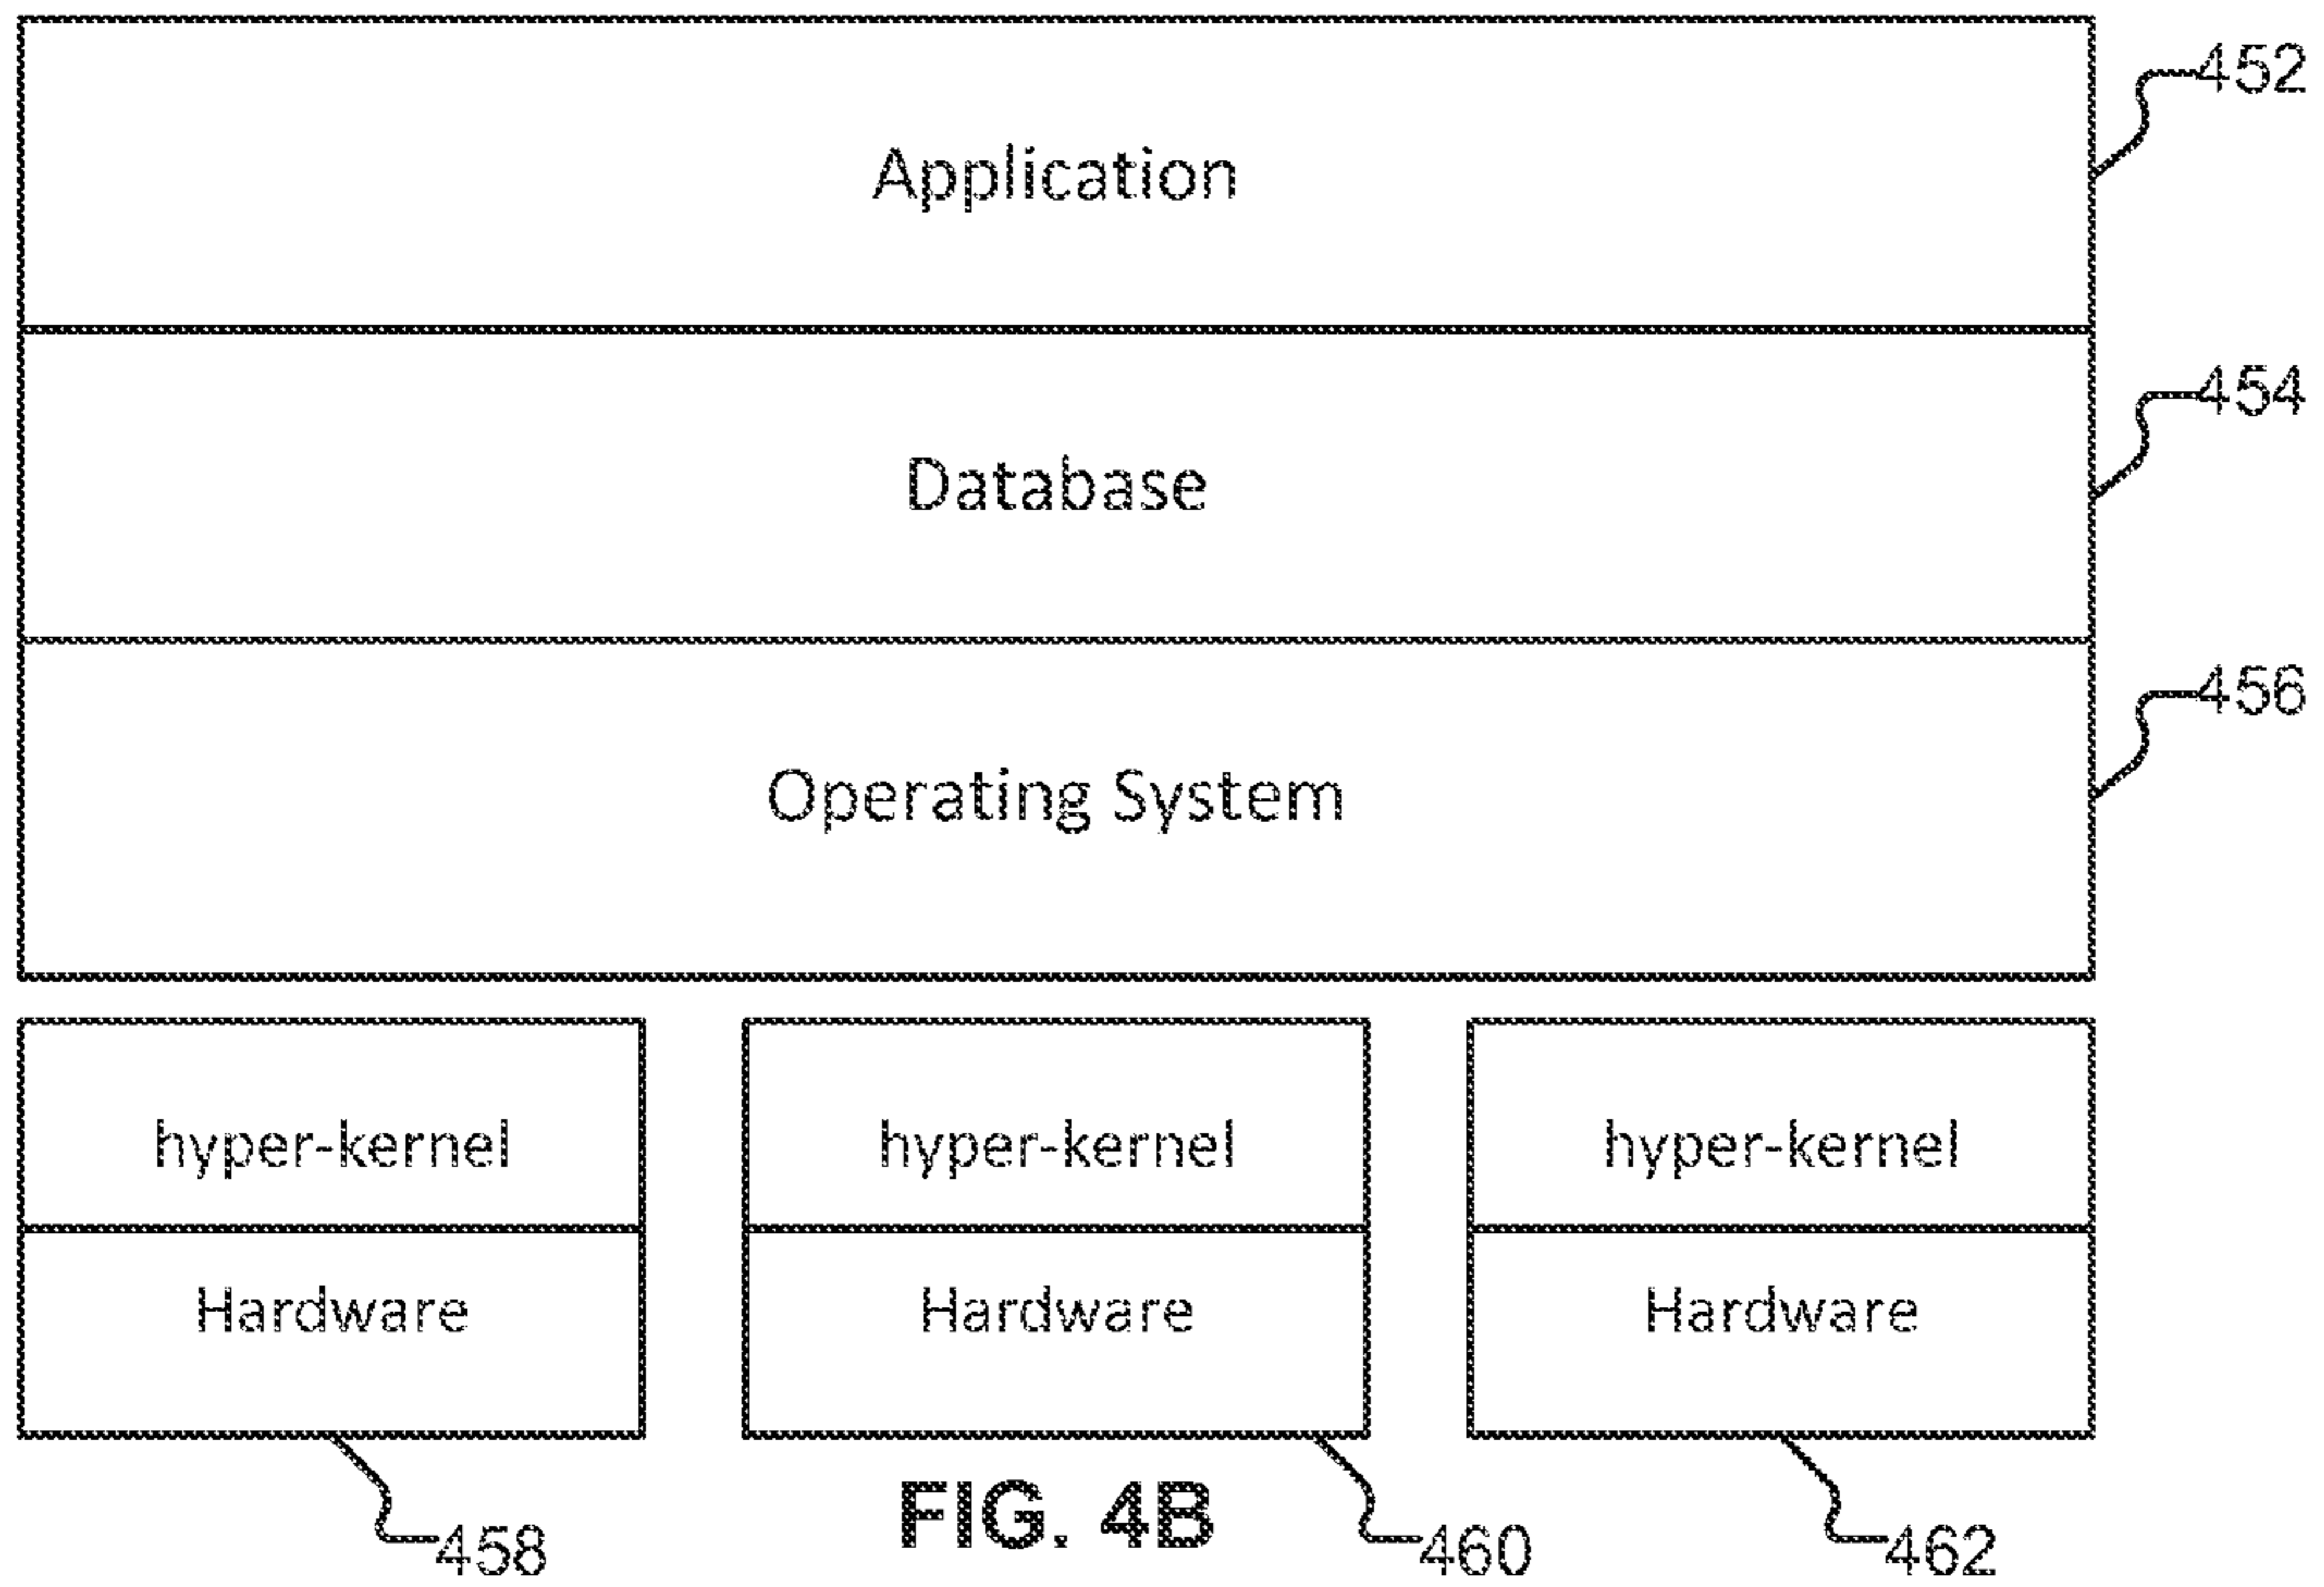 Application
452
Database
454
Operating System
456
hyper-kernel hyper-kernel hyper-kernel
Hardware Hardware Hardware
FIG. 4B
458 460 462